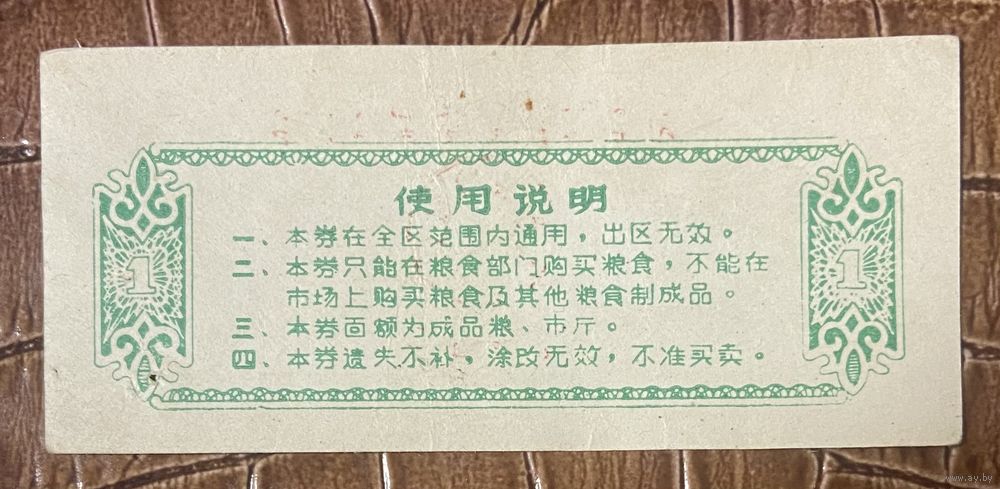 使用说明
1
一、本券在全区范围内通用，出区无效。
二、本券只能在粮食部门购买粮食，不能在
市场上购买粮食及其他粮食制成品。
三、本券面额为成品粮、市斤。
四、本券遗失不补，涂改无效，不准买卖。
1
www.ay.by